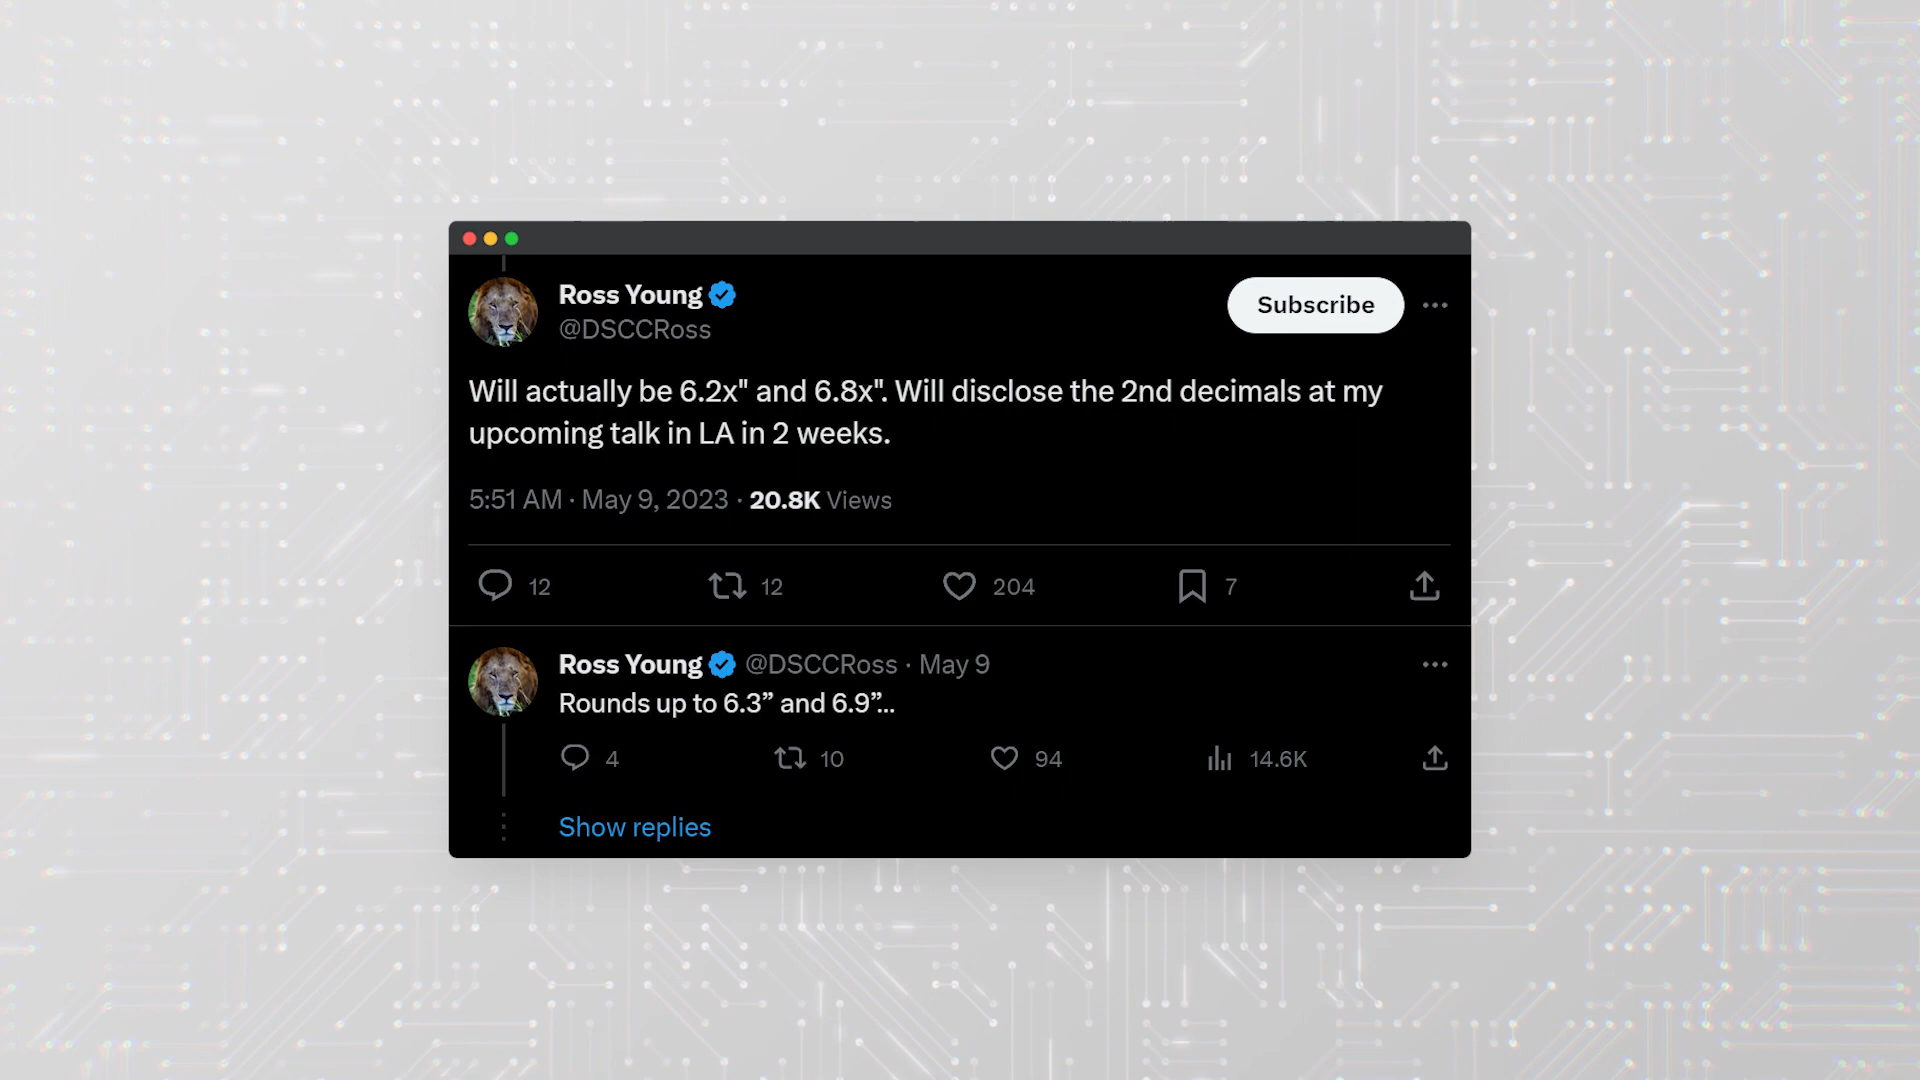 Ross Young
@DSCCRoss
Subscribe
Will actually be 6.2x" and 6.8x". Will disclose the 2nd decimals at my
upcoming talk in LA in 2 weeks.
5:51 AM · May 9, 2023 · 20.8K Views
12 12 204 7
Ross Young @DSCCRoss · May 9
Rounds up to 6.3” and 6.9”...
4 10 94 14.6K
Show replies